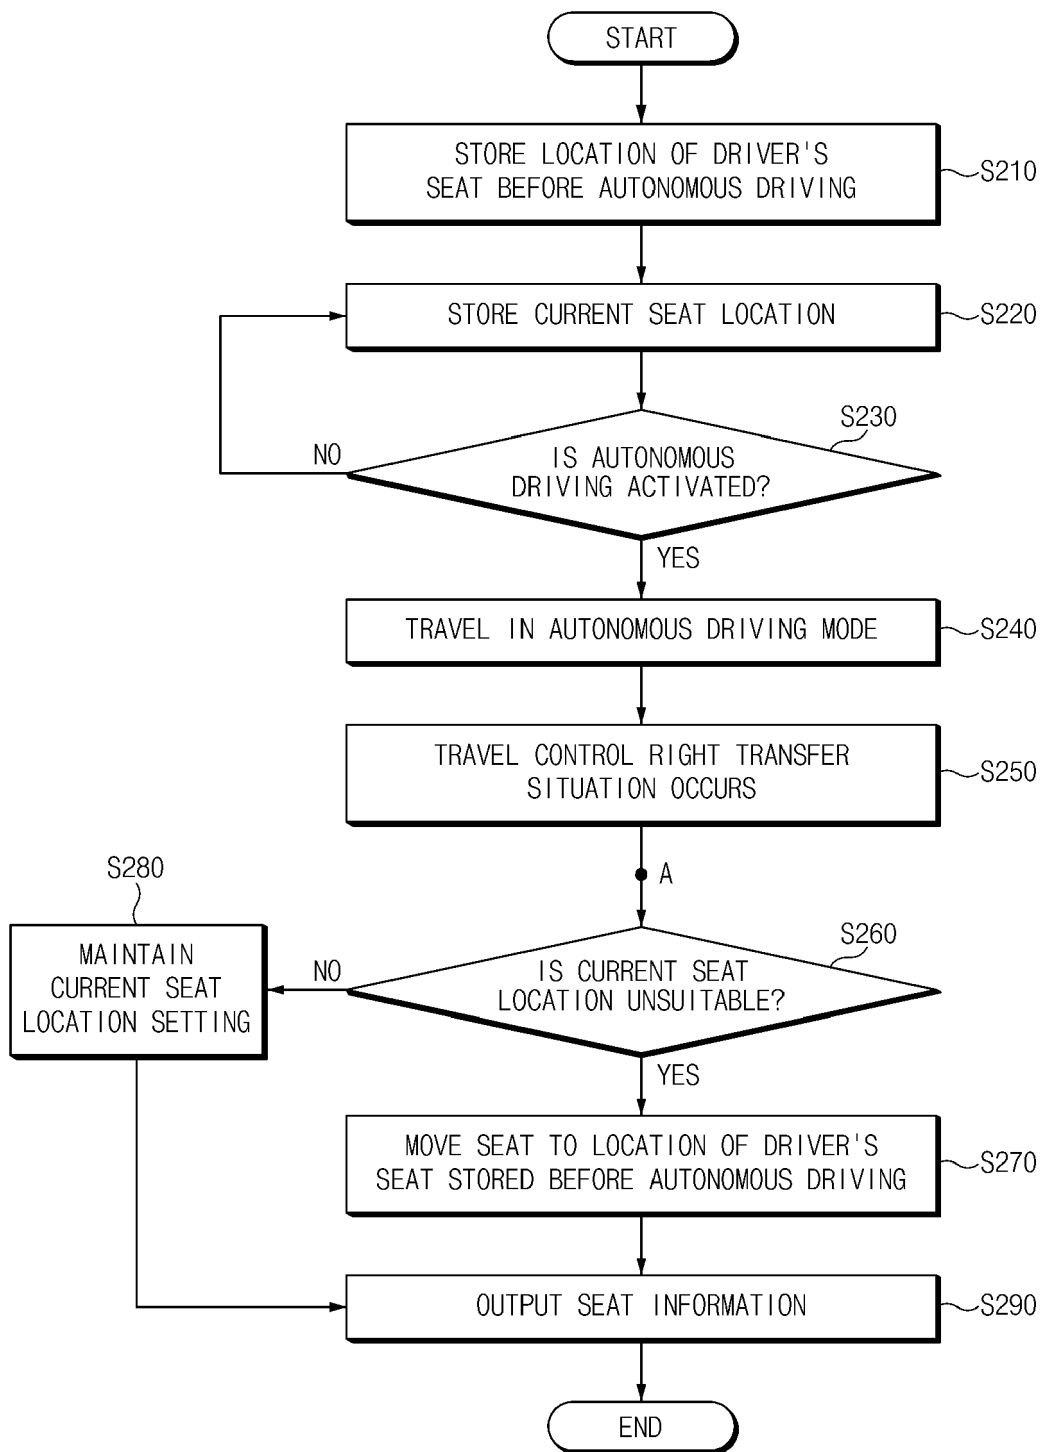 START
STORE LOCATION OF DRIVER'S
SEAT BEFORE AUTONOMOUS DRIVING
S210
STORE CURRENT SEAT LOCATION
S220
S230
NO
IS AUTONOMOUS
DRIVING ACTIVATED?
YES
TRAVEL IN AUTONOMOUS DRIVING MODE
S240
TRAVEL CONTROL RIGHT TRANSFER
SITUATION OCCURS
S250
A
S280
MAINTAIN
CURRENT SEAT
LOCATION SETTING
NO
S260
IS CURRENT SEAT
LOCATION UNSUITABLE?
YES
MOVE SEAT TO LOCATION OF DRIVER'S
SEAT STORED BEFORE AUTONOMOUS DRIVING
S270
OUTPUT SEAT INFORMATION
S290
END